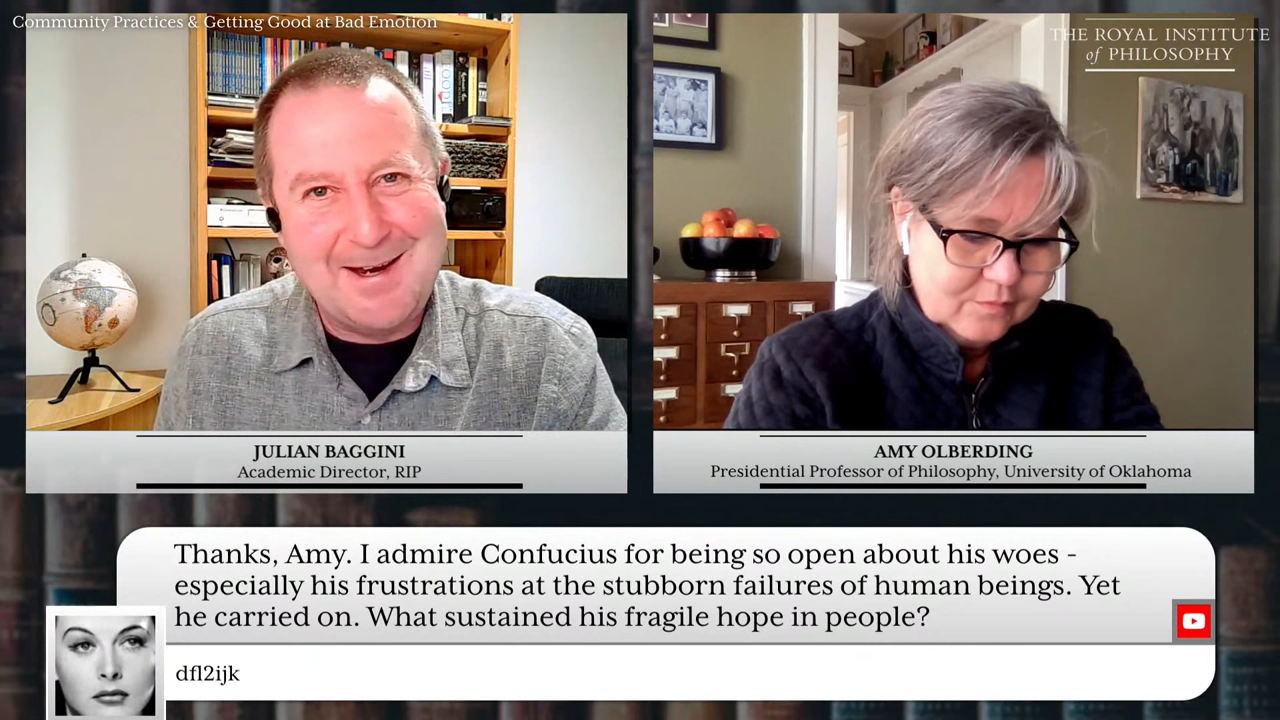 Community Practices & Getting Good at Bad Emotion
THE ROYAL INSTITUTE
of PHILOSOPHY
JULIAN BAGGINI
Academic Director, RIP
AMY OLBERDING
Presidential Professor of Philosophy, University of Oklahoma
Thanks, Amy. I admire Confucius for being so open about his woes -
especially his frustrations at the stubborn failures of human beings. Yet
he carried on. What sustained his fragile hope in people?
dfl2ijk